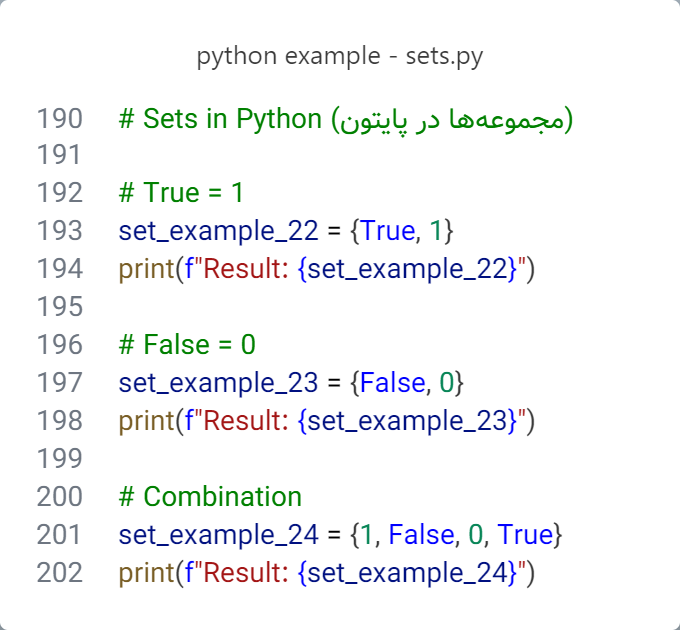 python example - sets.py
190 # Sets in Python (مجموعه‌ها در پایتون)
191
192 # True = 1
193 set_example_22 = {True, 1}
194 print(f"Result: {set_example_22}")
195
196 # False = 0
197 set_example_23 = {False, 0}
198 print(f"Result: {set_example_23}")
199
200 # Combination
201 set_example_24 = {1, False, 0, True}
202 print(f"Result: {set_example_24}")